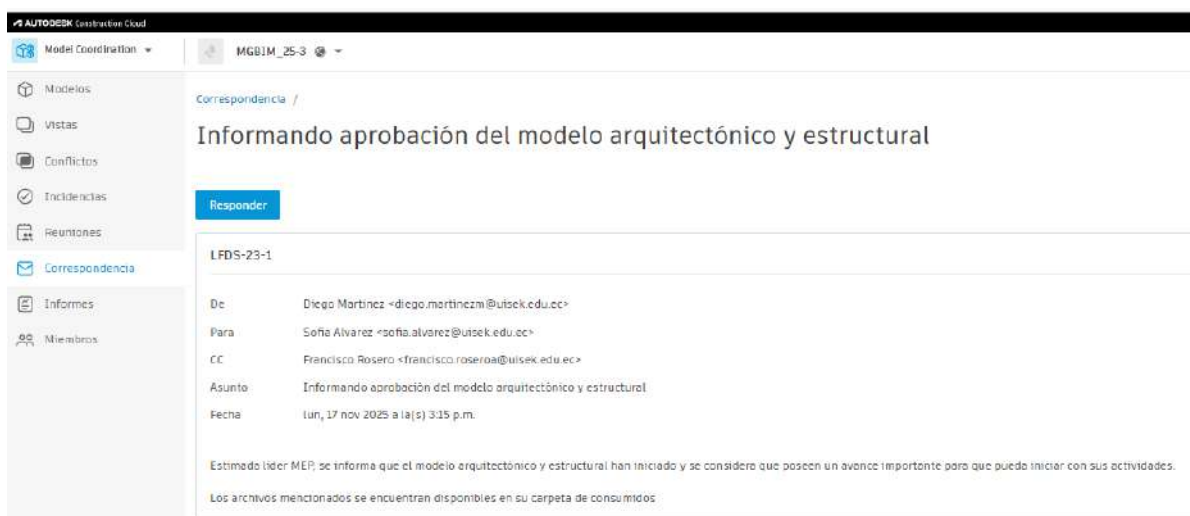 AUTODESK Construction Cloud
Model Coordination
MGBIM_25-3
Modelos
Vistas
Conflictos
Incidencias
Reuniones
Correspondencia
Informes
Miembros
Correspondencia /
Informando aprobación del modelo arquitectónico y estructural
Responder
LFDS-23-1
De Diego Martinez <diego.martinezm@uisek.edu.ec>
Para Sofia Alvarez <sofia.alvarez@uisek.edu.ec>
CC Francisco Rosero <francisco.roseroa@uisek.edu.ec>
Asunto Informando aprobación del modelo arquitectónico y estructural
Fecha lun, 17 nov 2025 a la(s) 3:15 p.m.
Estimada líder MEP, se informa que el modelo arquitectónico y estructural han iniciado y se considera que poseen un avance importante para que pueda iniciar con sus actividades.
Los archivos mencionados se encuentran disponibles en su carpeta de consumidos